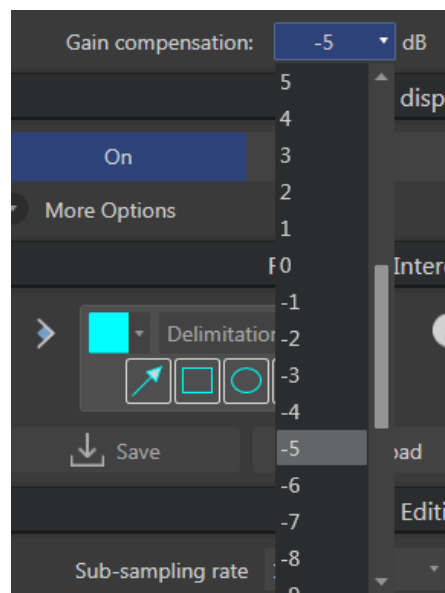 Gain compensation: -5 dB
5
disp
4
On 3
2
More Options
1
0 Inter
-1
Delimitation -2
-3
-4
Save -5 oad
-6
-7 Editi
-8
Sub-sampling rate